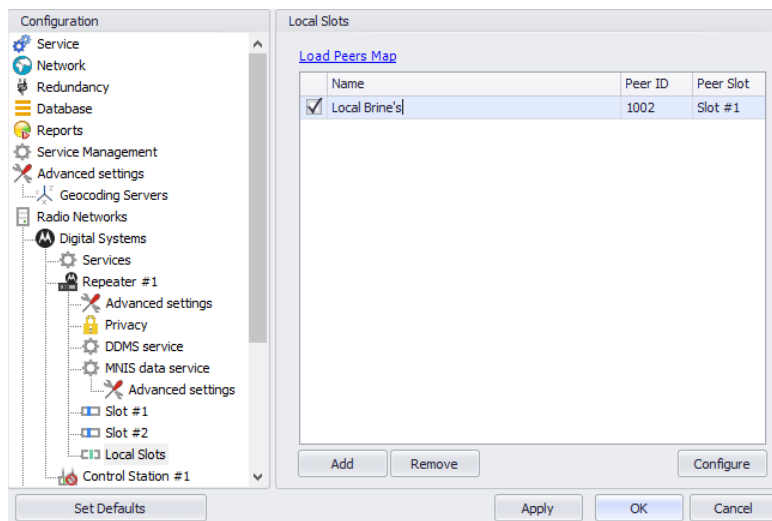 Configuration
Service
Network
Redundancy
Database
Reports
Service Management
Advanced settings
Geocoding Servers
Radio Networks
Digital Systems
Services
Repeater #1
Advanced settings
Privacy
DDMS service
MNIS data service
Advanced settings
Slot #1
Slot #2
Local Slots
Control Station #1
Set Defaults
Local Slots
Load Peers Map
Name Peer ID Peer Slot
Local Brine's 1002 Slot #1
Add Remove Configure
Apply OK Cancel